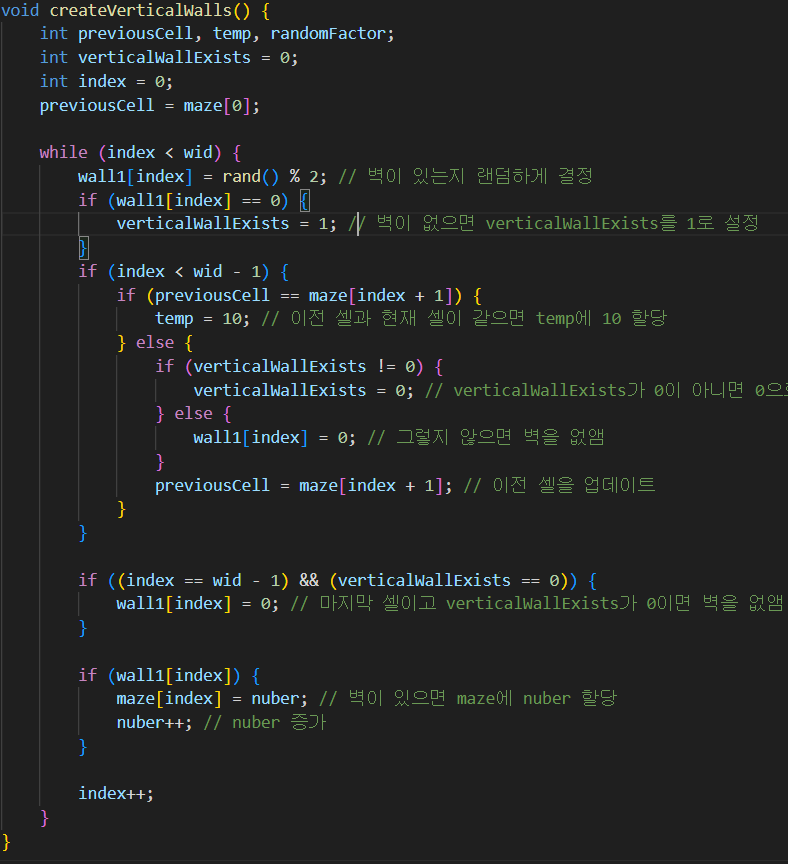 void createVerticalWalls() {
    int previousCell, temp, randomFactor;
    int verticalWallExists = 0;
    int index = 0;
    previousCell = maze[0];

    while (index < wid) {
        wall1[index] = rand() % 2; // 벽이 있는지 랜덤하게 결정
        if (wall1[index] == 0) {
            verticalWallExists = 1; // 벽이 없으면 verticalWallExists를 1로 설정
        }
        if (index < wid - 1) {
            if (previousCell == maze[index + 1]) {
                temp = 10; // 이전 셀과 현재 셀이 같으면 temp에 10 할당
            } else {
                if (verticalWallExists != 0) {
                    verticalWallExists = 0; // verticalWallExists가 0이 아니면 0으
                } else {
                    wall1[index] = 0; // 그렇지 않으면 벽을 없앰
                }
                previousCell = maze[index + 1]; // 이전 셀을 업데이트
            }
        }

        if ((index == wid - 1) && (verticalWallExists == 0)) {
            wall1[index] = 0; // 마지막 셀이고 verticalWallExists가 0이면 벽을 없앰
        }

        if (wall1[index]) {
            maze[index] = nuber; // 벽이 있으면 maze에 nuber 할당
            nuber++; // nuber 증가
        }

        index++;
    }
}